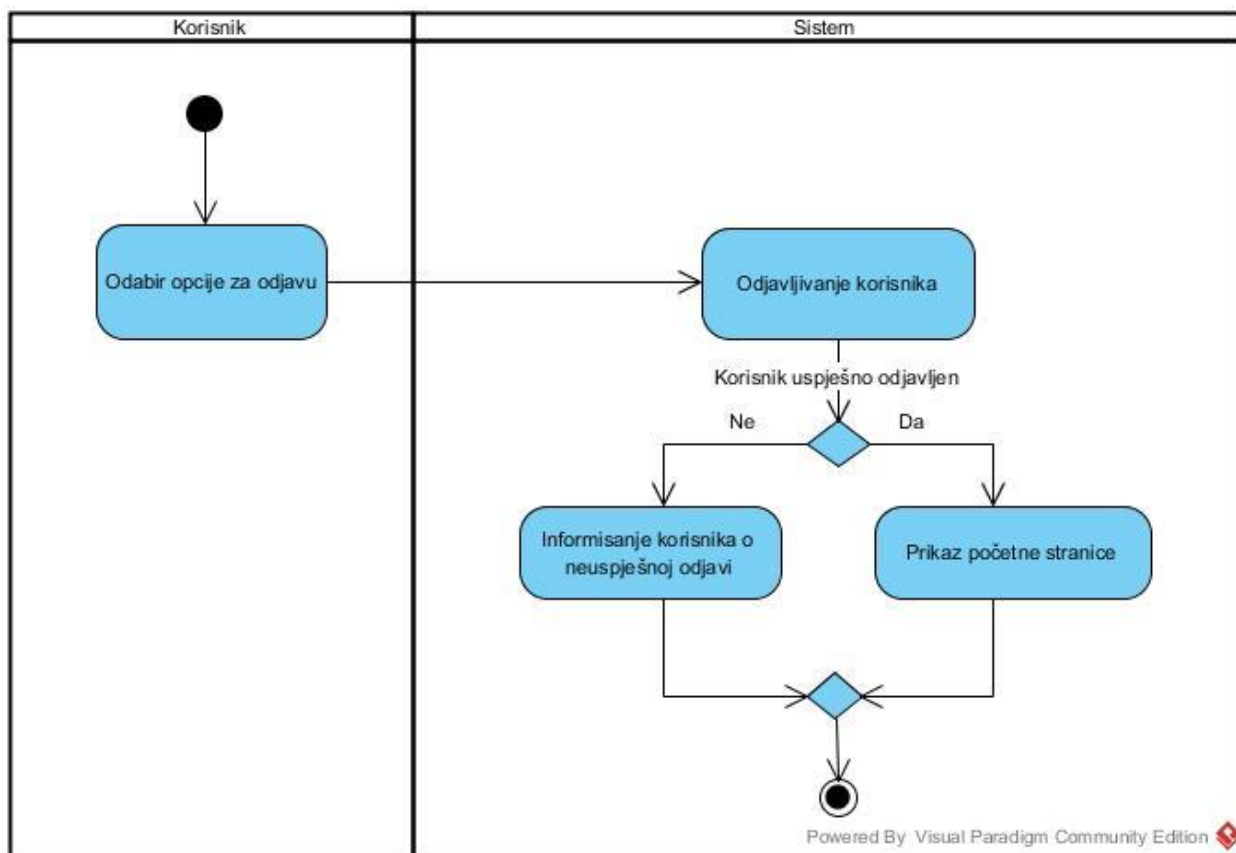 Korisnik
Sistem
Odabir opcije za odjavu
Odjavljivanje korisnika
Korisnik uspješno odjavljen
Ne
Da
Informisanje korisnika o
neuspješnoj odjavi
Prikaz početne stranice
Powered By Visual Paradigm Community Edition